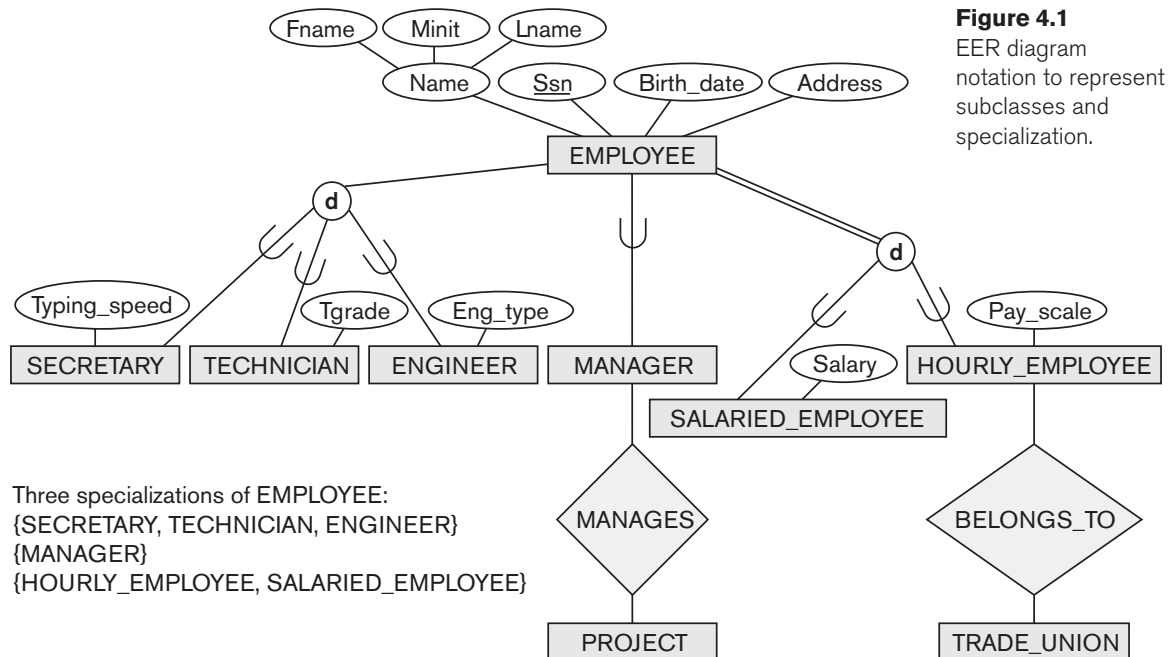 Figure 4.1
EER diagram
notation to represent
subclasses and
specialization.
Fname
Minit
Lname
Name
Ssn
Birth_date
Address
EMPLOYEE
d
d
Typing_speed
Tgrade
Eng_type
Pay_scale
Salary
SECRETARY
TECHNICIAN
ENGINEER
MANAGER
HOURLY_EMPLOYEE
SALARIED_EMPLOYEE
Three specializations of EMPLOYEE:
{SECRETARY, TECHNICIAN, ENGINEER}
{MANAGER}
{HOURLY_EMPLOYEE, SALARIED_EMPLOYEE}
MANAGES
BELONGS_TO
PROJECT
TRADE_UNION